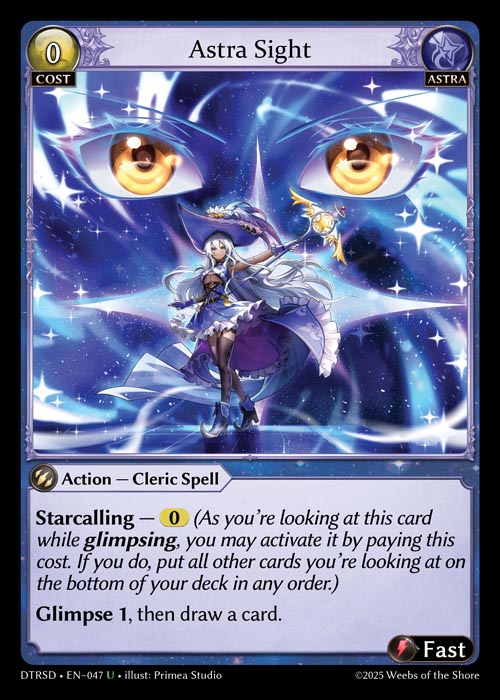 0
Astra Sight
COST
ASTRA
Action — Cleric Spell
Starcalling — 0 (As you’re looking at this card
while glimpsing, you may activate it by paying this
cost. If you do, put all other cards you’re looking at on
the bottom of your deck in any order.)
Glimpse 1, then draw a card.
Fast
DTRSD • EN–047 U • illust: Primea Studio
©2025 Weebs of the Shore